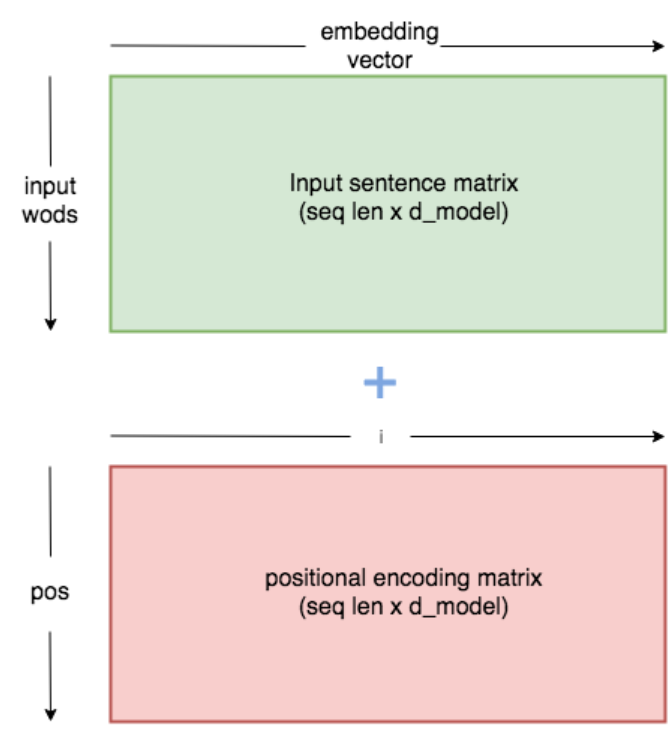 embedding
vector
input
wods
Input sentence matrix
(seq len x d_model)
+
i
pos
positional encoding matrix
(seq len x d_model)